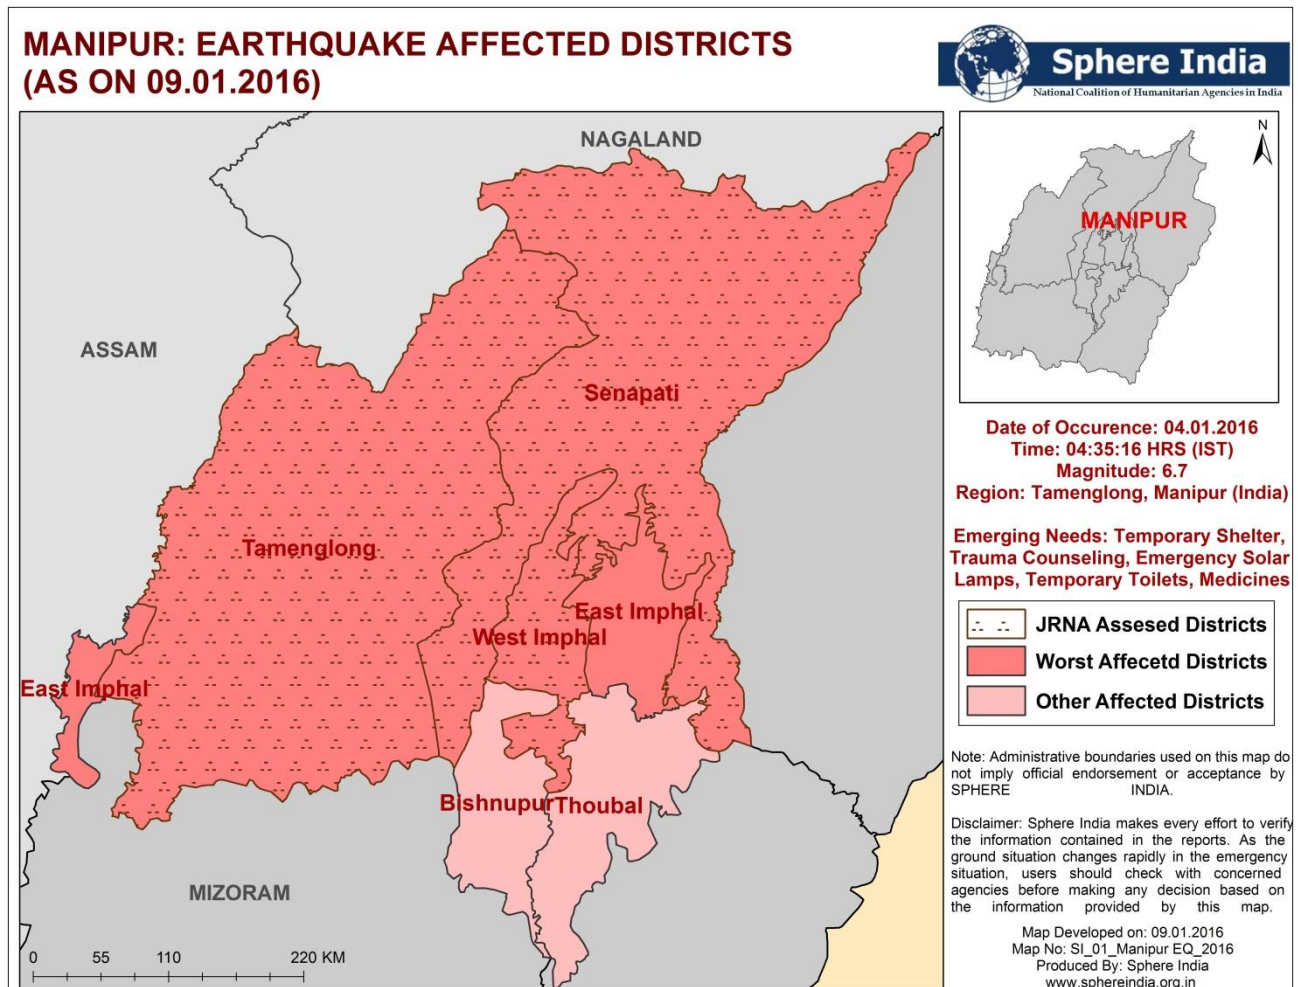 MANIPUR: EARTHQUAKE AFFECTED DISTRICTS
(AS ON 09.01.2016)
Sphere India
National Coalition of Humanitarian Agencies in India
NAGALAND
ASSAM
Senapati
Tamenglong
East Imphal
West Imphal
East Imphal
Bishnupur
Thoubal
MIZORAM
0 55 110 220 KM
N
MANIPUR
Date of Occurence: 04.01.2016
Time: 04:35:16 HRS (IST)
Magnitude: 6.7
Region: Tamenglong, Manipur (India)
Emerging Needs: Temporary Shelter,
Trauma Counseling, Emergency Solar
Lamps, Temporary Toilets, Medicines
JRNA Assesed Districts
Worst Affecetd Districts
Other Affected Districts
Note: Administrative boundaries used on this map do
not imply official endorsement or acceptance by
SPHERE INDIA.
Disclaimer: Sphere India makes every effort to verify
the information contained in the reports. As the
ground situation changes rapidly in the emergency
situation, users should check with concerned
agencies before making any decision based on
the information provided by this map.
Map Developed on: 09.01.2016
Map No: SI_01_Manipur EQ_2016
Produced By: Sphere India
www.sphereindia.org.in